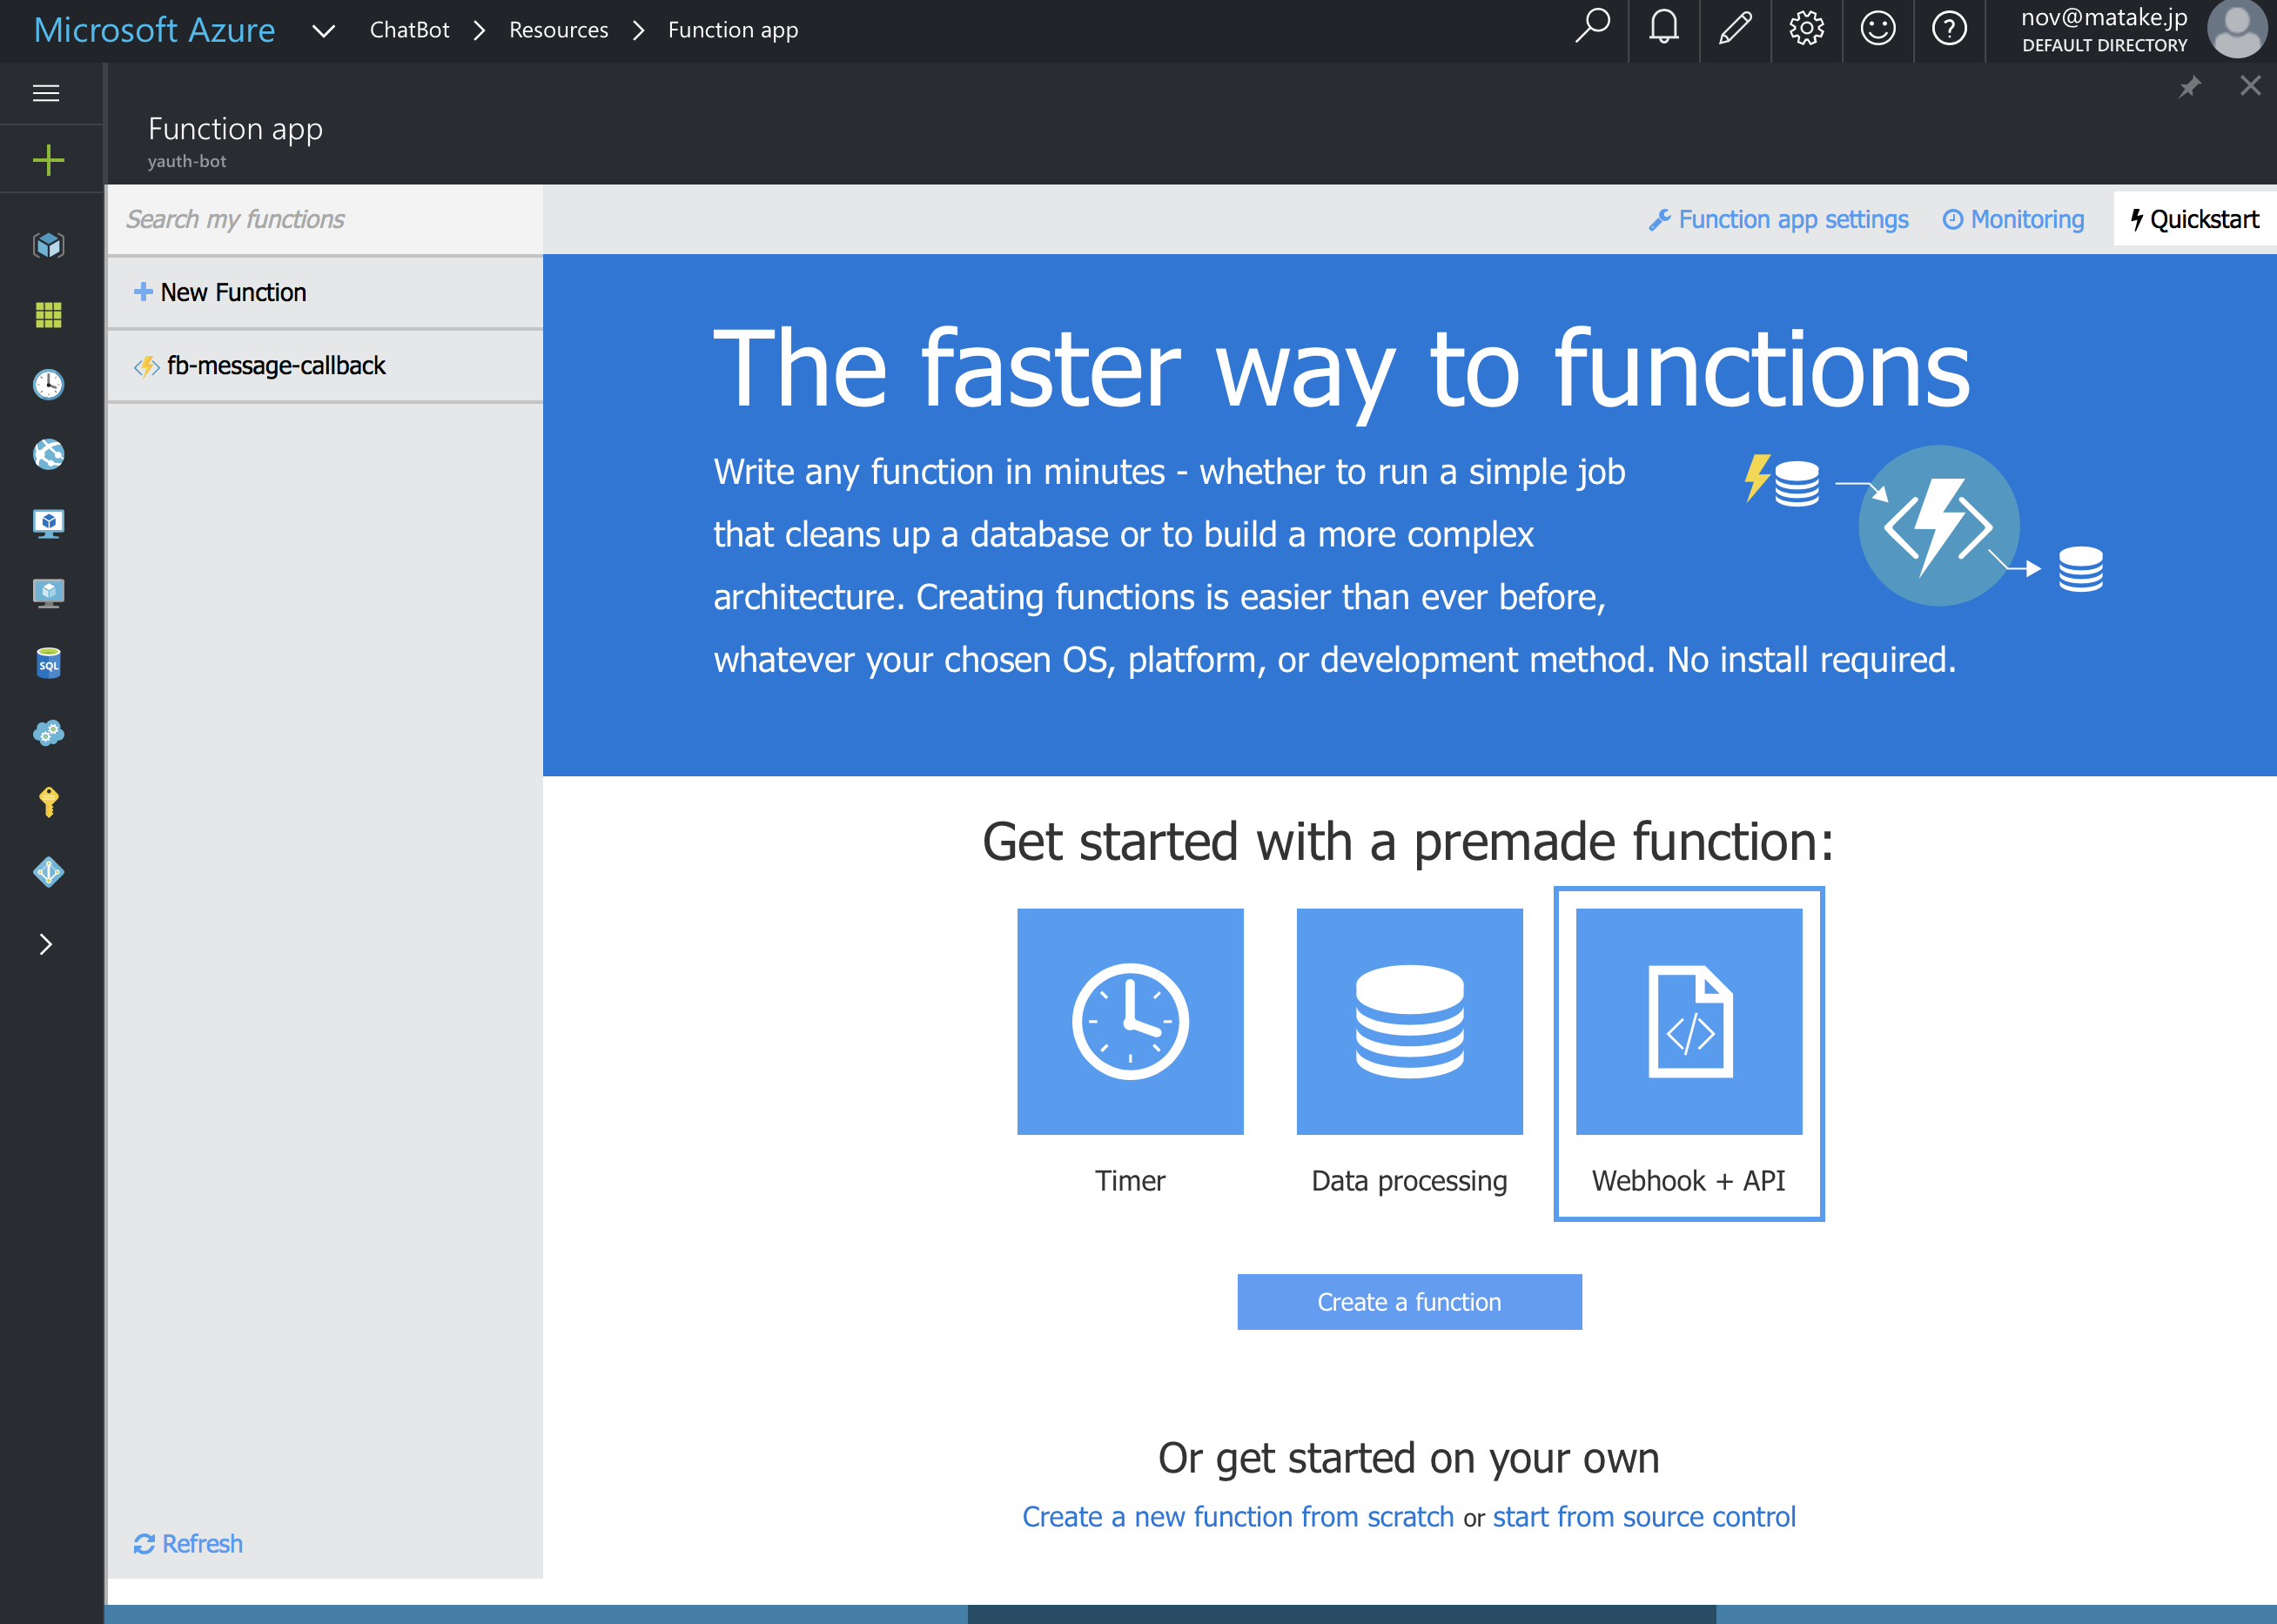 Microsoft Azure
ChatBot
Resources
Function app
nov@matake.jp
DEFAULT DIRECTORY
Function app
yauth-bot
Search my functions
Function app settings
Monitoring
Quickstart
New Function
fb-message-callback
The faster way to functions
Write any function in minutes - whether to run a simple job
that cleans up a database or to build a more complex
architecture. Creating functions is easier than ever before,
whatever your chosen OS, platform, or development method. No install required.
SQL
Get started with a premade function:
Timer
Data processing
Webhook + API
Create a function
Or get started on your own
Create a new function from scratch or start from source control
Refresh